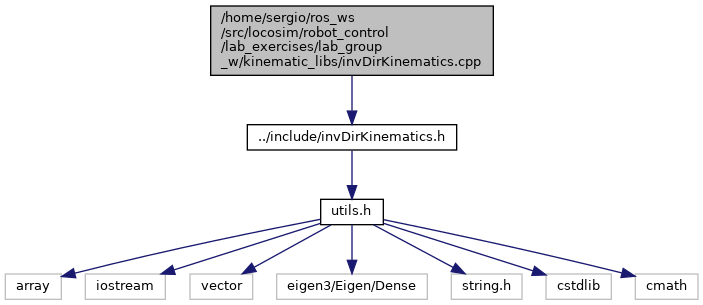 /home/sergio/ros_ws
/src/locosim/robot_control
/lab_exercises/lab_group
_w/kinematic_libs/invDirKinematics.cpp
../include/invDirKinematics.h
utils.h
array
iostream
vector
eigen3/Eigen/Dense
string.h
cstdlib
cmath